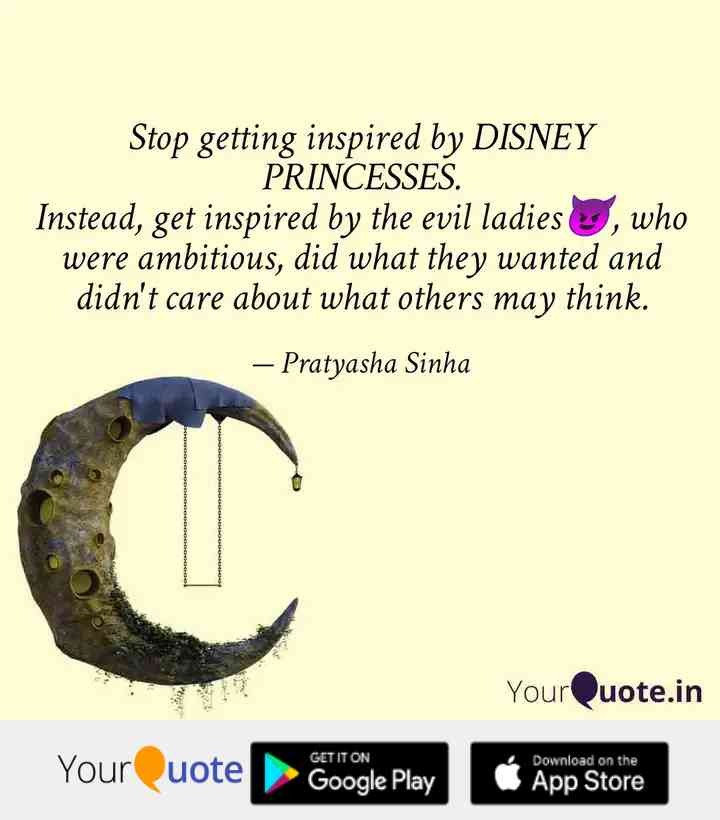 Stop getting inspired by DISNEY
PRINCESSES.
Instead, get inspired by the evil ladies😈, who
were ambitious, did what they wanted and
didn't care about what others may think.
— Pratyasha Sinha
YourQuote.in
YourQuote
GET IT ON
Google Play
Download on the
App Store